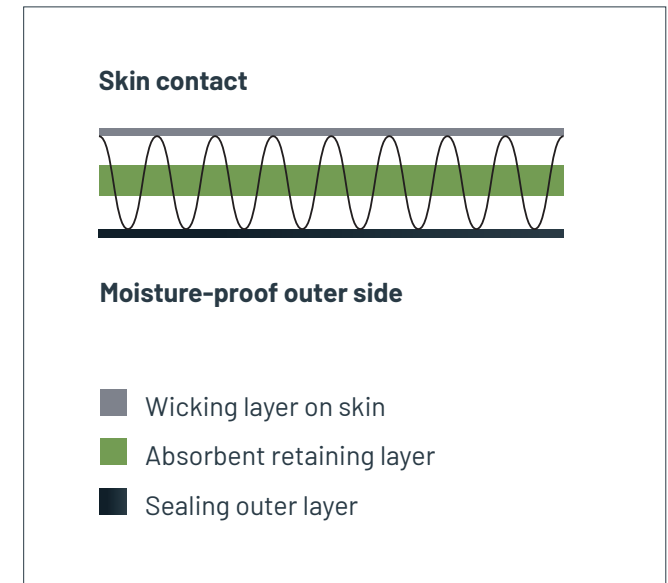 Skin contact
Moisture-proof outer side
Wicking layer on skin
Absorbent retaining layer
Sealing outer layer